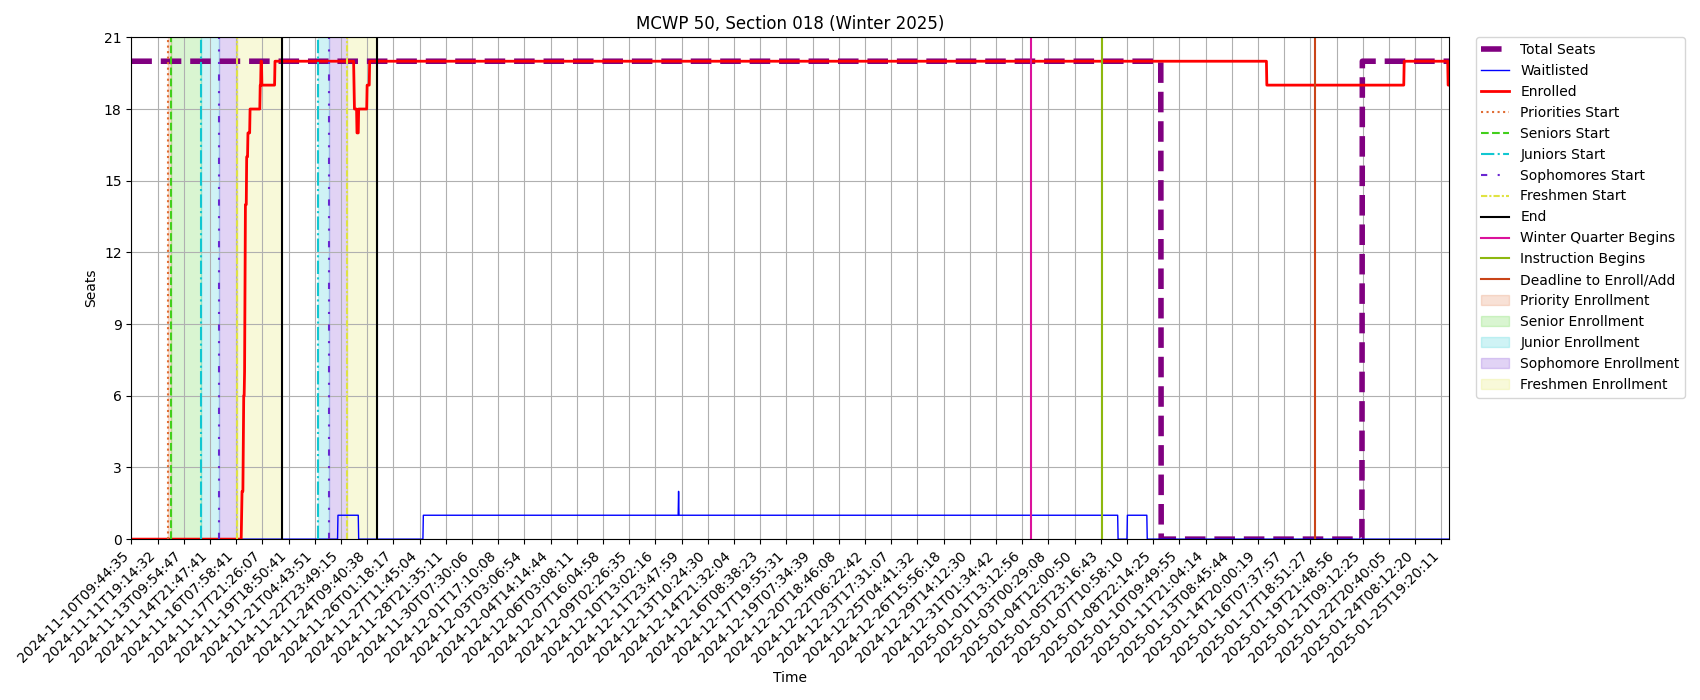 MCWP 50, Section 018 (Winter 2025)
21
18
15
12
9
6
3
0
Seats
2024-11-10T09:44:35
2024-11-11T19:14:32
2024-11-13T09:54:47
2024-11-14T21:47:41
2024-11-16T07:58:41
2024-11-17T21:26:07
2024-11-19T18:50:41
2024-11-21T04:43:51
2024-11-22T23:49:15
2024-11-24T09:40:38
2024-11-26T01:18:17
2024-11-27T11:45:04
2024-11-28T21:35:11
2024-11-30T07:30:06
2024-12-01T17:10:08
2024-12-03T03:06:54
2024-12-04T14:14:44
2024-12-06T03:08:11
2024-12-07T16:04:58
2024-12-09T02:26:35
2024-12-10T13:02:16
2024-12-11T23:47:59
2024-12-13T10:24:30
2024-12-14T21:32:04
2024-12-16T08:38:23
2024-12-17T19:55:31
2024-12-19T07:34:39
2024-12-20T18:46:08
2024-12-22T06:22:42
2024-12-23T17:31:07
2024-12-25T04:41:32
2024-12-26T15:56:18
2024-12-29T14:12:30
2024-12-31T01:34:42
2025-01-01T13:12:56
2025-01-03T00:29:08
2025-01-04T12:00:50
2025-01-05T23:16:43
2025-01-07T10:58:10
2025-01-08T22:14:25
2025-01-10T09:49:55
2025-01-11T21:04:14
2025-01-13T08:45:44
2025-01-14T20:00:19
2025-01-16T07:37:57
2025-01-17T18:51:27
2025-01-19T21:48:56
2025-01-21T09:12:25
2025-01-22T20:40:05
2025-01-24T08:12:20
2025-01-25T19:20:11
Time
Total Seats
Waitlisted
Enrolled
Priorities Start
Seniors Start
Juniors Start
Sophomores Start
Freshmen Start
End
Winter Quarter Begins
Instruction Begins
Deadline to Enroll/Add
Priority Enrollment
Senior Enrollment
Junior Enrollment
Sophomore Enrollment
Freshmen Enrollment